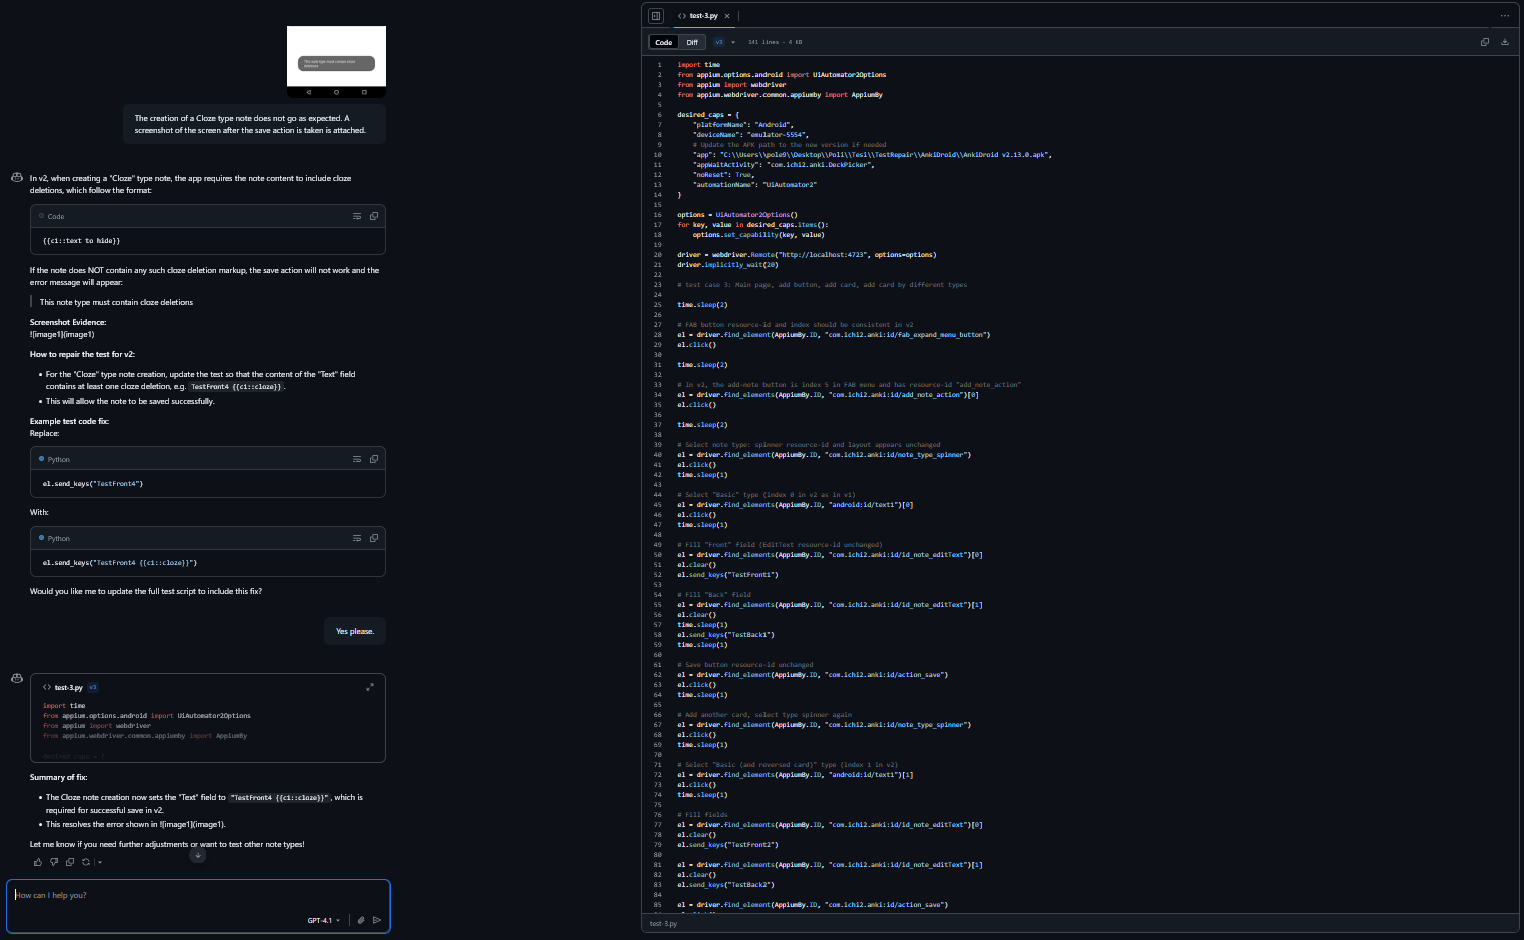 This note type must contain cloze
deletions
The creation of a Cloze type note does not go as expected. A
screenshot of the screen after the save action is taken is attached.
In v2, when creating a "Cloze" type note, the app requires the note content to include cloze
deletions, which follow the format:
Code
{{c1::text to hide}}
If the note does NOT contain any such cloze deletion markup, the save action will not work and the
error message will appear:
This note type must contain cloze deletions
Screenshot Evidence:
![image1](image1)
How to repair the test for v2:
• For the "Cloze" type note creation, update the test so that the content of the "Text" field
contains at least one cloze deletion, e.g. TestFront4 {{c1::cloze}}.
• This will allow the note to be saved successfully.
Example test code fix:
Replace:
Python
el.send_keys("TestFront4")
With:
Python
el.send_keys("TestFront4 {{c1::cloze}}")
Would you like me to update the full test script to include this fix?
Yes please.
test-3.py v3
import time
from appium.options.android import UiAutomator2Options
from appium import webdriver
from appium.webdriver.common.appiumby import AppiumBy
desired_caps = {
Summary of fix:
• The Cloze note creation now sets the "Text" field to "TestFront4 {{c1::cloze}}", which is
required for successful save in v2.
• This resolves the error shown in ![image1](image1).
Let me know if you need further adjustments or want to test other note types!
How can I help you?
GPT-4.1
test-3.py
Code Diff v3 141 lines · 4 KB
1 import time
2 from appium.options.android import UiAutomator2Options
3 from appium import webdriver
4 from appium.webdriver.common.appiumby import AppiumBy
5
6 desired_caps = {
7 "platformName": "Android",
8 "deviceName": "emulator-5554",
9 # Update the APK path to the new version if needed
10 "app": "C:\\Users\\pole9\\Desktop\\Poli\\Tesi\\TestRepair\\AnkiDroid\\AnkiDroid v2.13.0.apk",
11 "appWaitActivity": "com.ichi2.anki.DeckPicker",
12 "noReset": True,
13 "automationName": "UiAutomator2"
14 }
15
16 options = UiAutomator2Options()
17 for key, value in desired_caps.items():
18 options.set_capability(key, value)
19
20 driver = webdriver.Remote("http://localhost:4723", options=options)
21 driver.implicitly_wait(20)
22
23 # test case 3: Main page, add button, add card, add card by different types
24
25 time.sleep(2)
26
27 # FAB button resource-id and index should be consistent in v2
28 el = driver.find_element(AppiumBy.ID, "com.ichi2.anki:id/fab_expand_menu_button")
29 el.click()
30
31 time.sleep(2)
32
33 # In v2, the add-note button is index 5 in FAB menu and has resource-id "add_note_action"
34 el = driver.find_elements(AppiumBy.ID, "com.ichi2.anki:id/add_note_action")[0]
35 el.click()
36
37 time.sleep(2)
38
39 # Select note type: spinner resource-id and layout appears unchanged
40 el = driver.find_element(AppiumBy.ID, "com.ichi2.anki:id/note_type_spinner")
41 el.click()
42 time.sleep(1)
43
44 # Select "Basic" type (index 0 in v2 as in v1)
45 el = driver.find_elements(AppiumBy.ID, "android:id/text1")[0]
46 el.click()
47 time.sleep(1)
48
49 # Fill "Front" field (EditText resource-id unchanged)
50 el = driver.find_elements(AppiumBy.ID, "com.ichi2.anki:id/id_note_editText")[0]
51 el.clear()
52 el.send_keys("TestFront1")
53
54 # Fill "Back" field
55 el = driver.find_elements(AppiumBy.ID, "com.ichi2.anki:id/id_note_editText")[1]
56 el.clear()
57 time.sleep(1)
58 el.send_keys("TestBack1")
59 time.sleep(1)
60
61 # Save button resource-id unchanged
62 el = driver.find_element(AppiumBy.ID, "com.ichi2.anki:id/action_save")
63 el.click()
64 time.sleep(1)
65
66 # Add another card, select type spinner again
67 el = driver.find_element(AppiumBy.ID, "com.ichi2.anki:id/note_type_spinner")
68 el.click()
69 time.sleep(1)
70
71 # Select "Basic (and reversed card)" type (index 1 in v2)
72 el = driver.find_elements(AppiumBy.ID, "android:id/text1")[1]
73 el.click()
74 time.sleep(1)
75
76 # Fill fields
77 el = driver.find_elements(AppiumBy.ID, "com.ichi2.anki:id/id_note_editText")[0]
78 el.clear()
79 el.send_keys("TestFront2")
80
81 el = driver.find_elements(AppiumBy.ID, "com.ichi2.anki:id/id_note_editText")[1]
82 el.clear()
83 el.send_keys("TestBack2")
84
85 el = driver.find_element(AppiumBy.ID, "com.ichi2.anki:id/action_save")
test-3.py